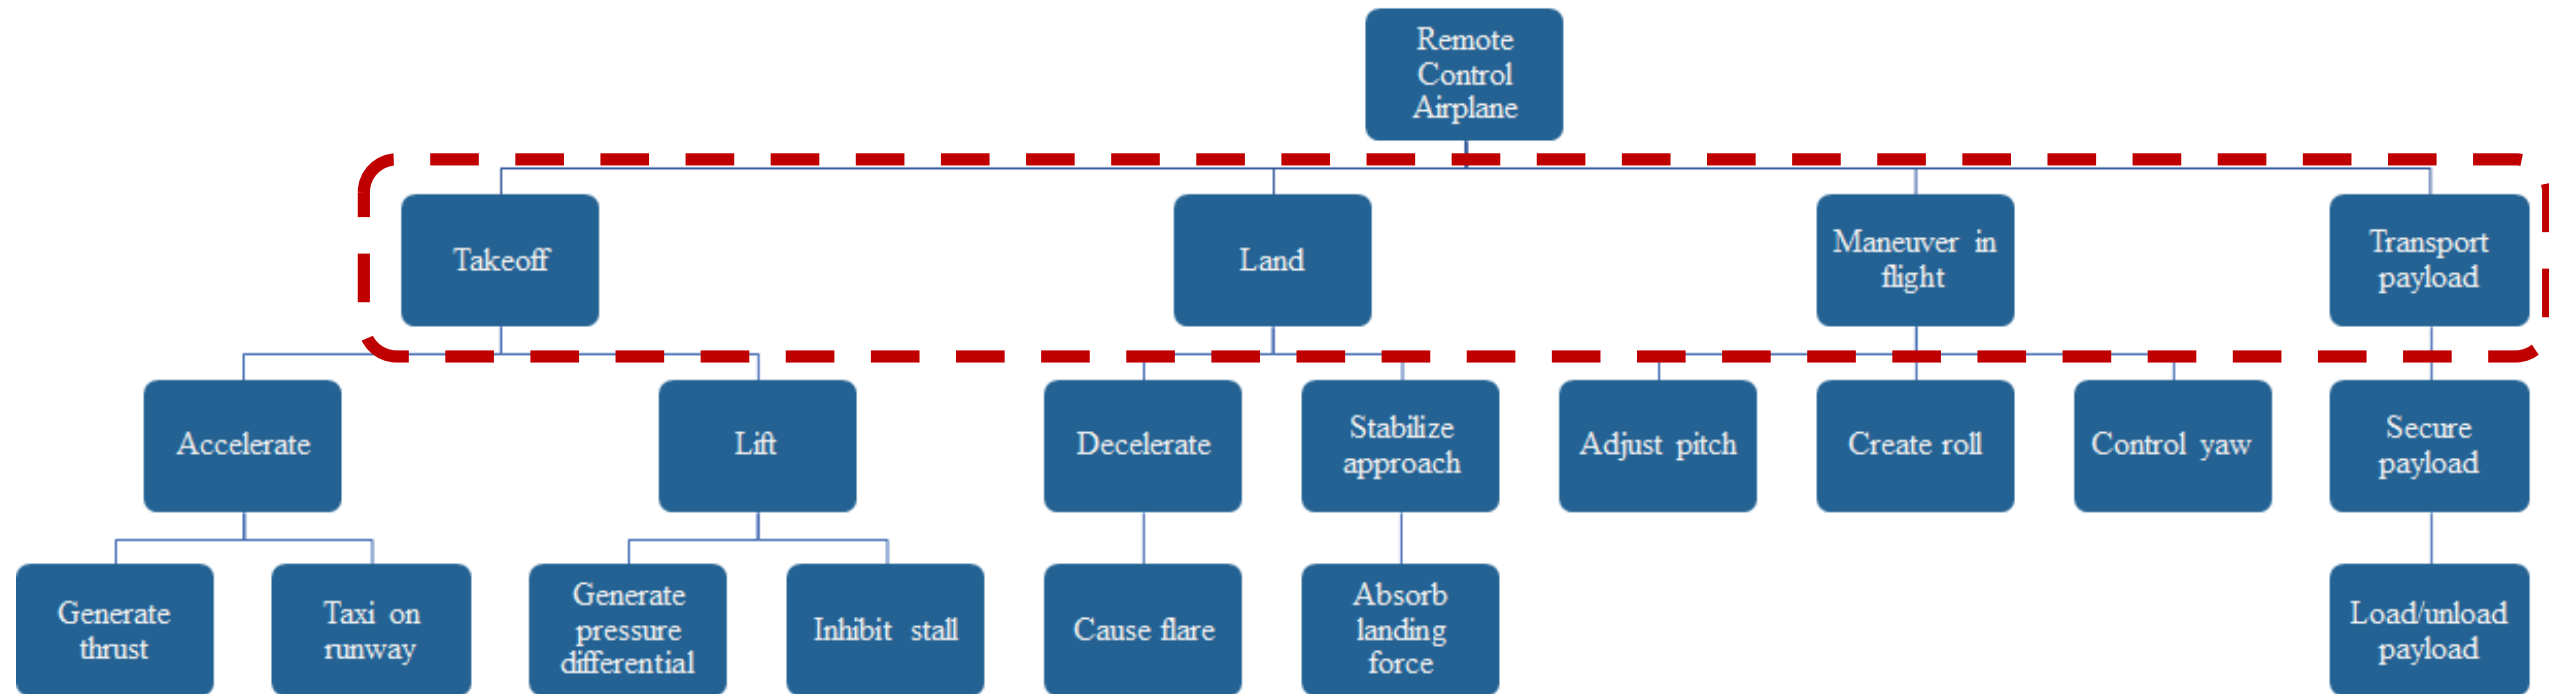 Remote
Control
Airplane
Takeoff
Land
Maneuver in
flight
Transport
payload
Accelerate
Lift
Decelerate
Stabilize
approach
Adjust pitch
Create roll
Control yaw
Secure
payload
Generate
thrust
Taxi on
runway
Generate
pressure
differential
Inhibit stall
Cause flare
Absorb
landing
force
Load/unload
payload